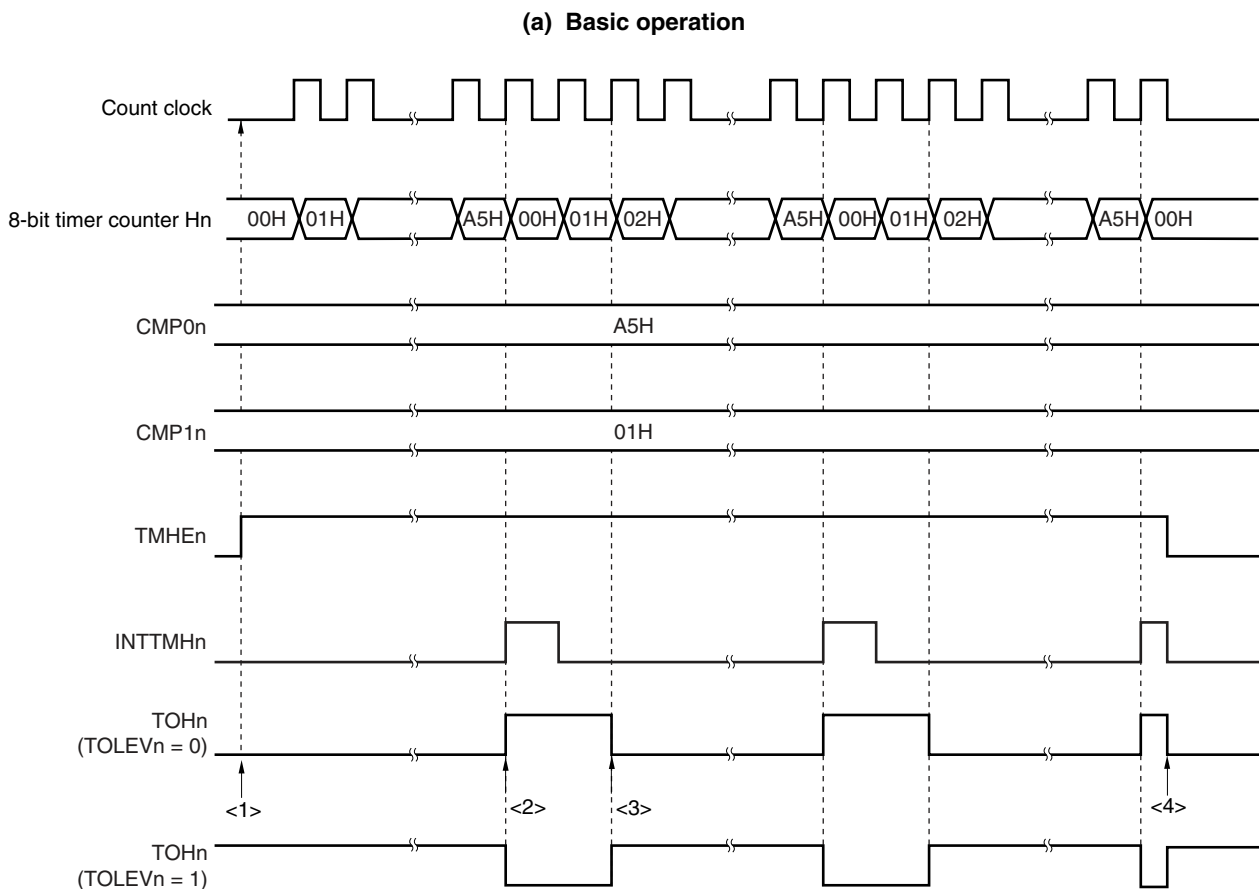 (a) Basic operation
Count clock
8-bit timer counter Hn
00H 01H A5H 00H 01H 02H A5H 00H 01H 02H A5H 00H
CMP0n
A5H
CMP1n
01H
TMHEn
INTTMHn
TOHn
(TOLEVn = 0)
<1> <2> <3> <4>
TOHn
(TOLEVn = 1)